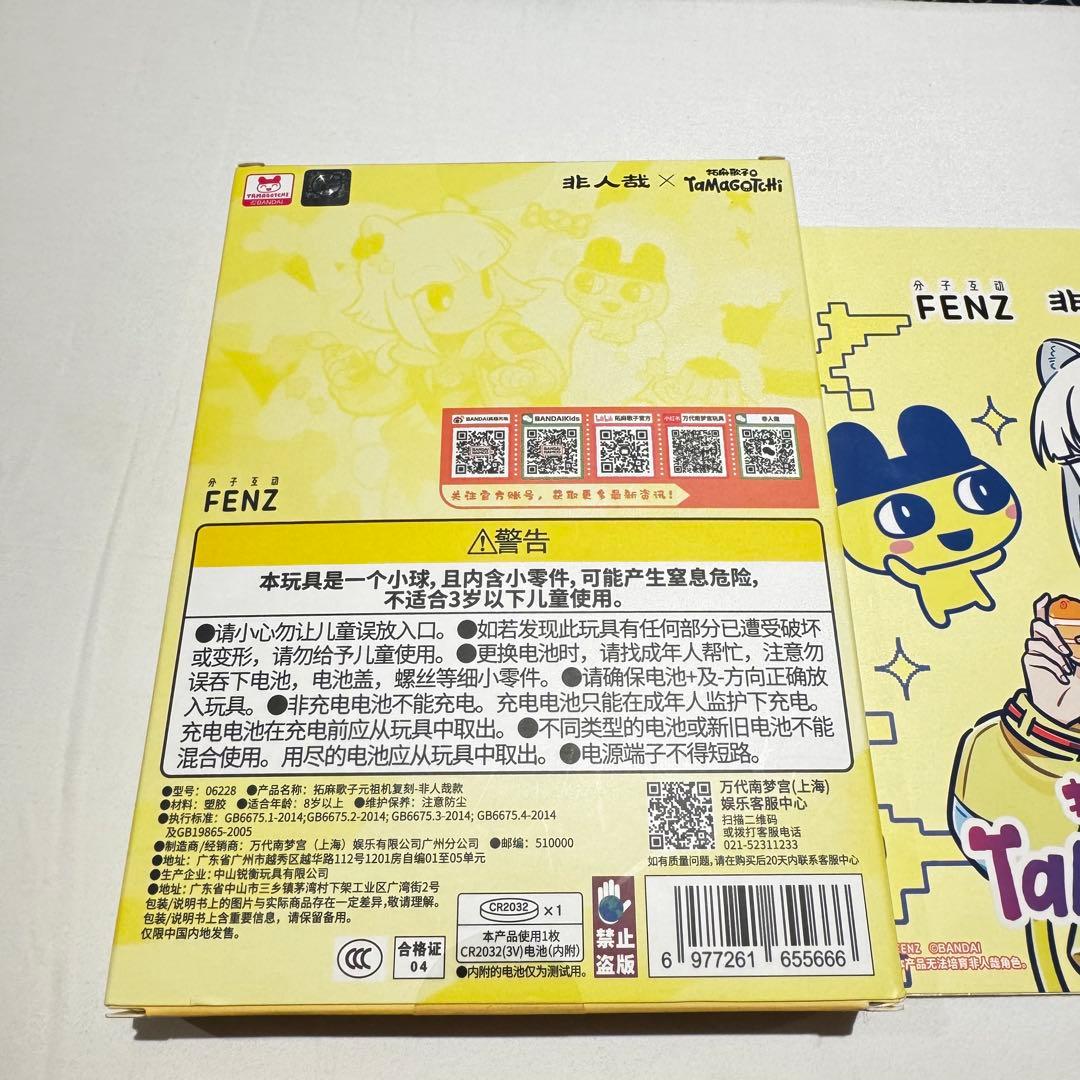 TAMAGOTCHI
©BANDAI
非人哉 × 拓麻歌子 TaMaGoTCHi
BANDAIKids
拓麻歌子官方
小红书 万代南梦宫玩具
非人哉
关注官方账号，获取更多最新资讯！
分子互动
FENZ
⚠警告
本玩具是一个小球，且内含小零件，可能产生窒息危险，
不适合3岁以下儿童使用。
●请小心勿让儿童误放入口。●如若发现此玩具有任何部分已遭受破坏
或变形，请勿给予儿童使用。●更换电池时，请找成年人帮忙，注意勿
误吞下电池，电池盖，螺丝等细小零件。●请确保电池+及-方向正确放
入玩具。●非充电电池不能充电。充电电池只能在成年人监护下充电。
充电电池在充电前应从玩具中取出。●不同类型的电池或新旧电池不能
混合使用。用尽的电池应从玩具中取出。●电源端子不得短路。
●型号：06228 ●产品名称：拓麻歌子元祖机复刻-非人哉款
●材料：塑胶 ●适合年龄：8岁以上 ●维护保养：注意防尘
●执行标准：GB6675.1-2014;GB6675.2-2014;GB6675.3-2014;GB6675.4-2014
及GB19865-2005
●制造商/经销商：万代南梦宫（上海）娱乐有限公司广州分公司 ●邮编：510000
●地址：广东省广州市越秀区越华路112号1201房自编01至05单元
●生产企业：中山锐衡玩具有限公司
●地址：广东省中山市三乡镇茅湾村下架工业区广湾街2号
包装/说明书上的图片与实际商品存在一定差异,敬请理解。
包装/说明书上含重要信息，请保留备用。
仅限中国内地发售。
万代南梦宫(上海)
娱乐客服中心
扫描二维码
或拨打客服电话
021-52311233
如有质量问题,请在购买后20天内联系客服中心
CCC
合格证
04
CR2032 ×1
本产品使用1枚
CR2032(3V)电池(内附)
●内附的电池仅为测试用。
禁止
盗版
6 977261 655666
分子互动
FENZ
非
Tam
FENZ ©BANDAI
本产品无法培育非人哉角色。